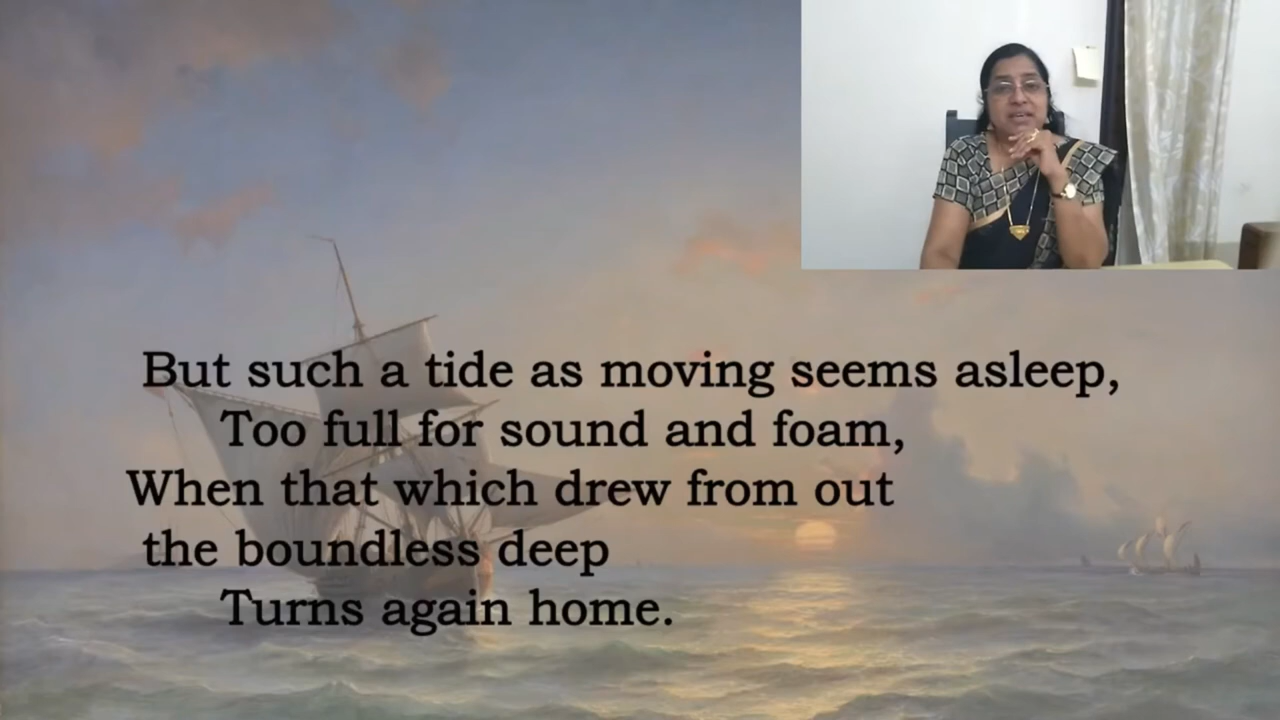 But such a tide as moving seems asleep,
Too full for sound and foam,
When that which drew from out
the boundless deep
Turns again home.